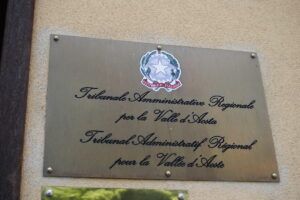 Tribunale Amministrativo Regionale
per la Valle d'Aosta
Tribunal Administratif Régional
pour la Vallée d'Aoste